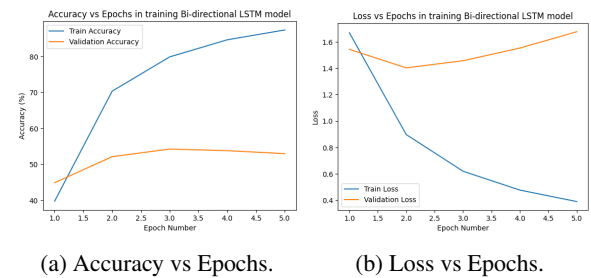 Accuracy vs Epochs in training Bi-directional LSTM model
Train Accuracy
Validation Accuracy
Accuracy (%)
80
70
60
50
40
1.0 1.5 2.0 2.5 3.0 3.5 4.0 4.5 5.0
Epoch Number
(a) Accuracy vs Epochs.
Loss vs Epochs in training Bi-directional LSTM model
1.6
1.4
1.2
1.0
0.8
0.6
0.4
Loss
Train Loss
Validation Loss
1.0 1.5 2.0 2.5 3.0 3.5 4.0 4.5 5.0
Epoch Number
(b) Loss vs Epochs.